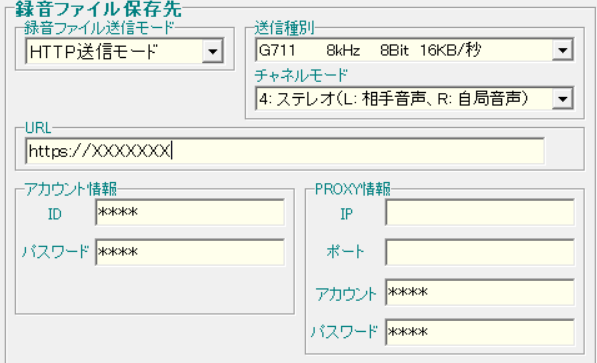 録音ファイル保存先
録音ファイル送信モード
HTTP送信モード
送信種別
G711 8kHz 8Bit 16KB/秒
チャネルモード
4: ステレオ(L: 相手音声、R: 自局音声)
URL
https://XXXXXXX
アカウント情報
ID ****
パスワード ****
PROXY情報
IP
ポート
アカウント ****
パスワード ****